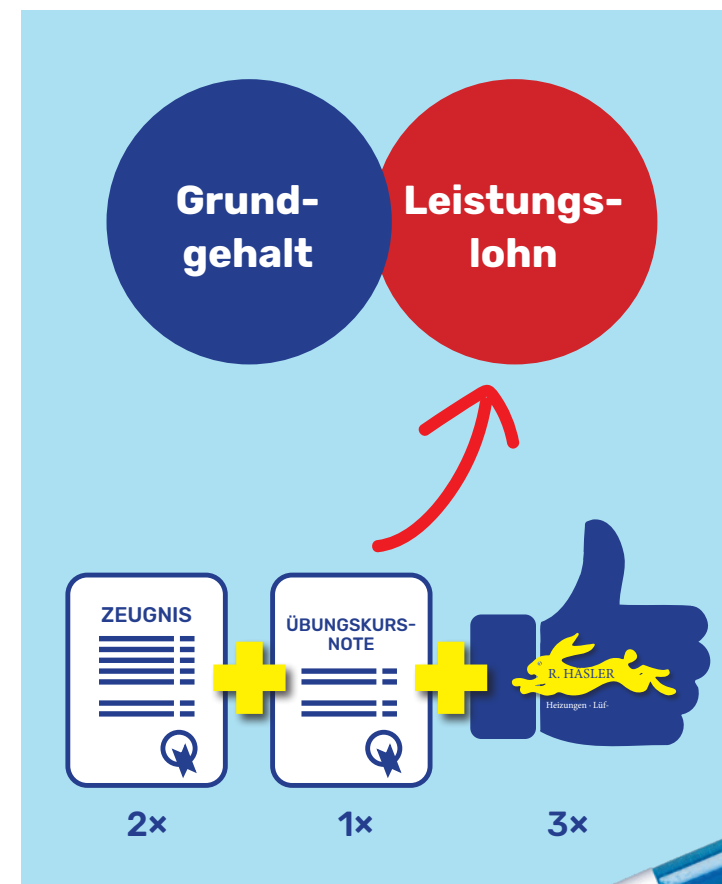 Grund-
gehalt
Leistungs-
lohn
ZEUGNIS
ÜBUNGSKURS-
NOTE
R. HASLER
Heizungen · Lüf-
2×
1×
3×